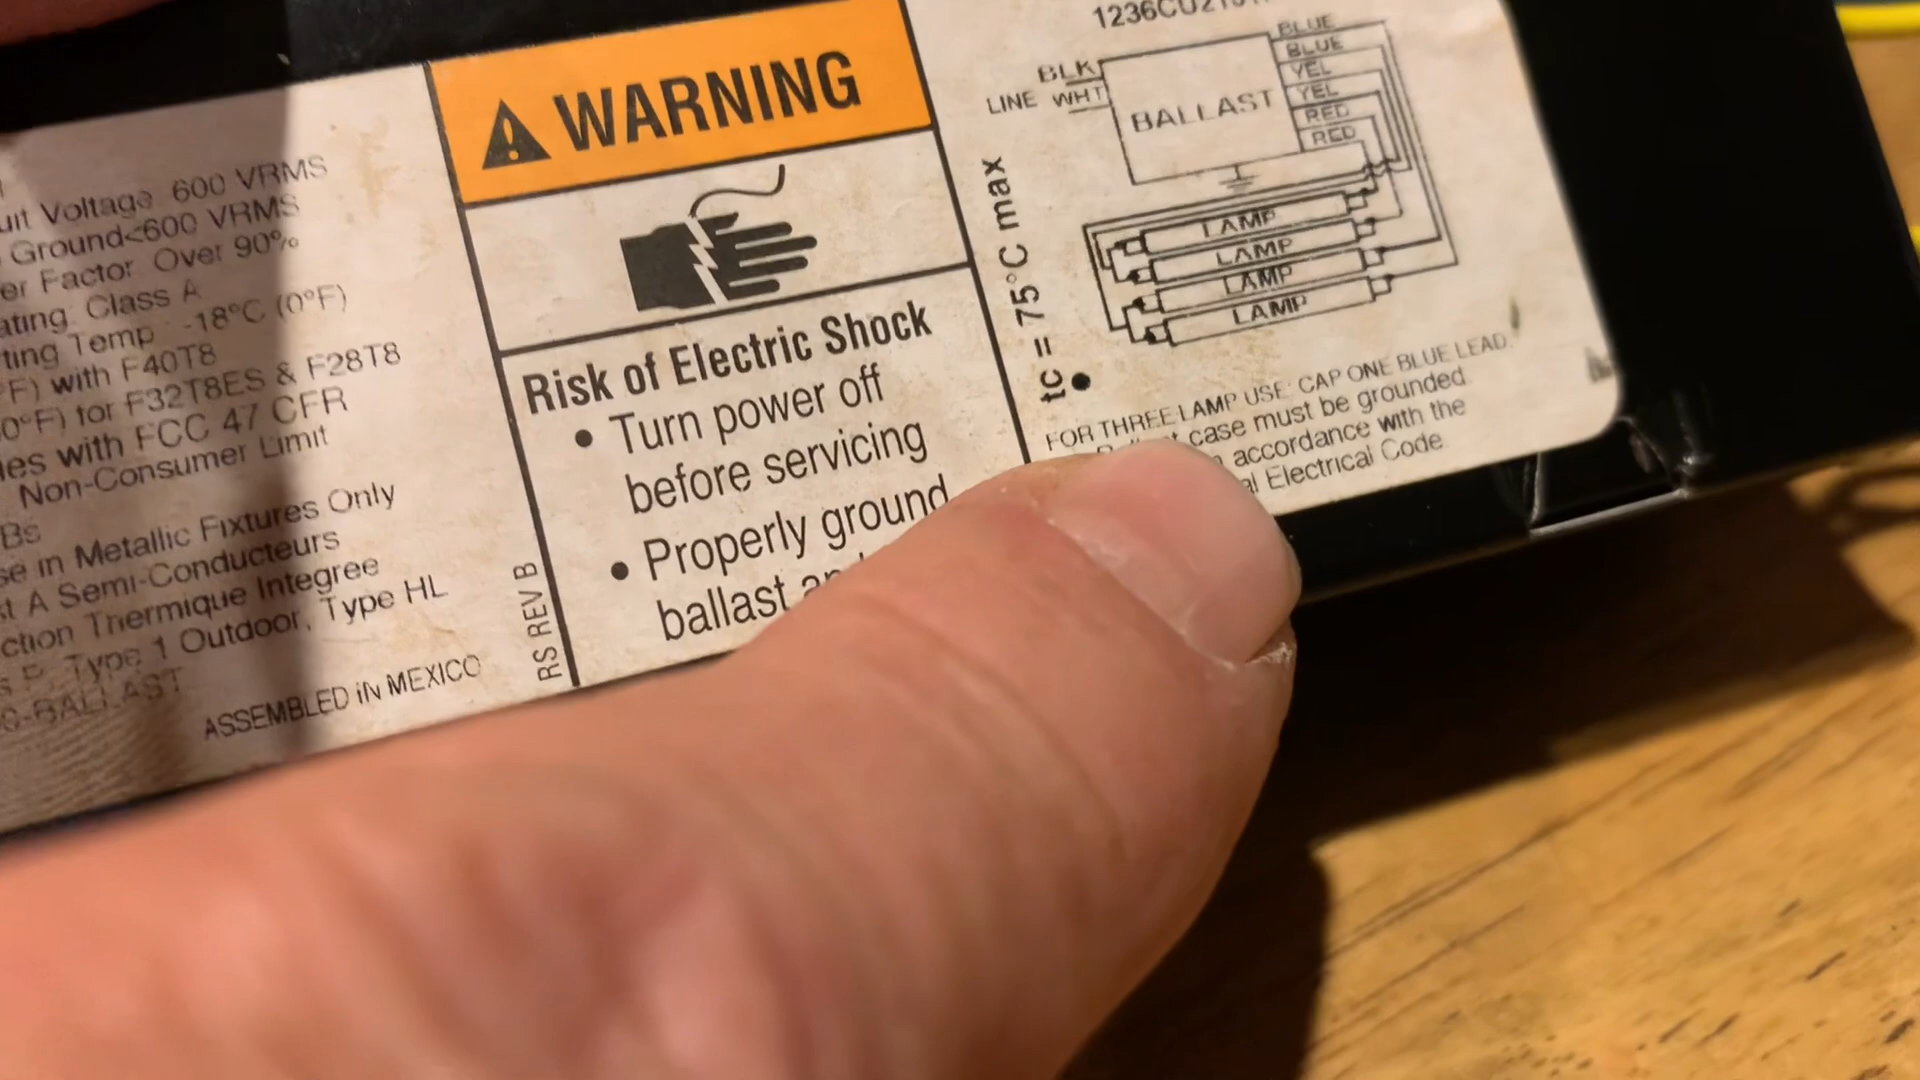 uit Voltage 600 VRMS
Ground<600 VRMS
er Factor Over 90%
ating: Class A
ting Temp -18°C (0°F)
°F) with F40T8
0°F) for F32T8ES & F28T8
ies with FCC 47 CFR
Non-Consumer Limit
Bs
se in Metallic Fixtures Only
t A Semi-Conducteurs
ction Thermique Integree
Type 1 Outdoor, Type HL
G-BALLAST
ASSEMBLED IN MEXICO
RS REV B
WARNING
Risk of Electric Shock
• Turn power off
before servicing
• Properly ground
ballast
BLK
LINE WHT
BALLAST
BLUE
BLUE
YEL
YEL
RED
RED
LAMP
LAMP
LAMP
LAMP
tc = 75°C max
FOR THREE LAMP USE: CAP ONE BLUE LEAD.
case must be grounded
accordance with the
al Electrical Code.